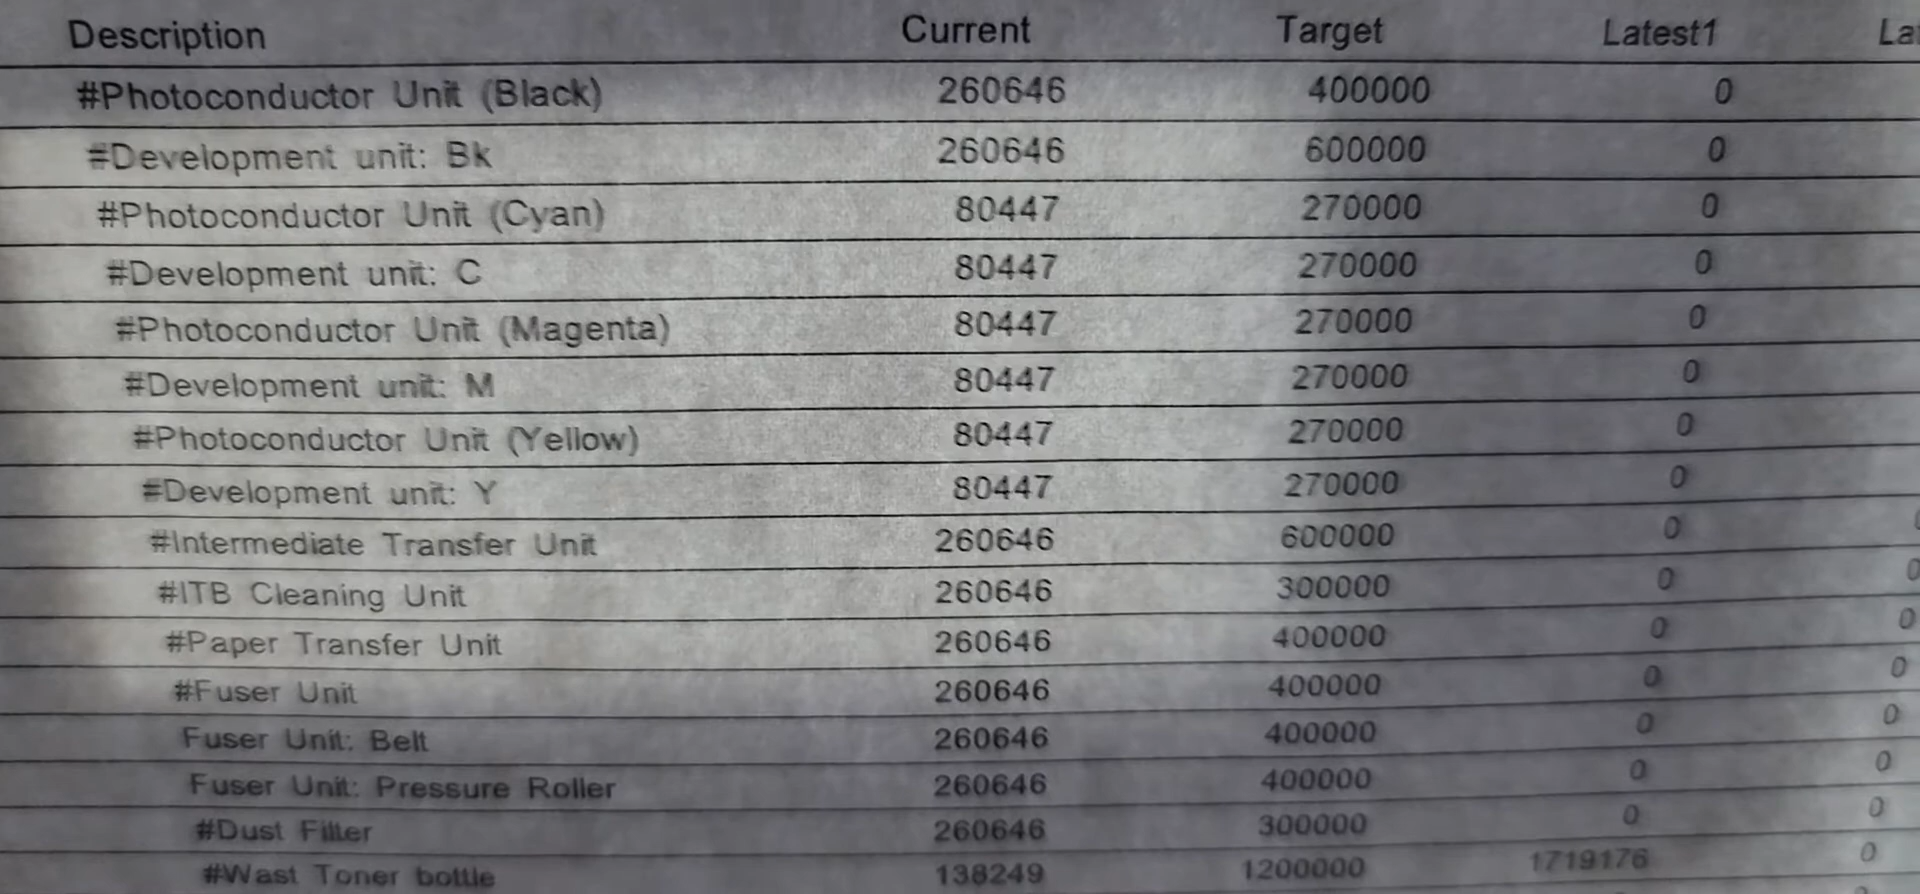 Description Current Target Latest1
#Photoconductor Unit (Black) 260646 400000 0
#Development unit: Bk 260646 600000 0
#Photoconductor Unit (Cyan) 80447 270000 0
#Development unit: C 80447 270000 0
#Photoconductor Unit (Magenta) 80447 270000 0
#Development unit: M 80447 270000 0
#Photoconductor Unit (Yellow) 80447 270000 0
#Development unit: Y 80447 270000 0
#Intermediate Transfer Unit 260646 600000 0
#ITB Cleaning Unit 260646 300000 0 0
#Paper Transfer Unit 260646 400000 0 0
#Fuser Unit 260646 400000 0 0
Fuser Unit: Belt 260646 400000 0 0
Fuser Unit: Pressure Roller 260646 400000 0 0
#Dust Filter 260646 300000 0 0
#Wast Toner bottle 138249 1200000 1719176 0